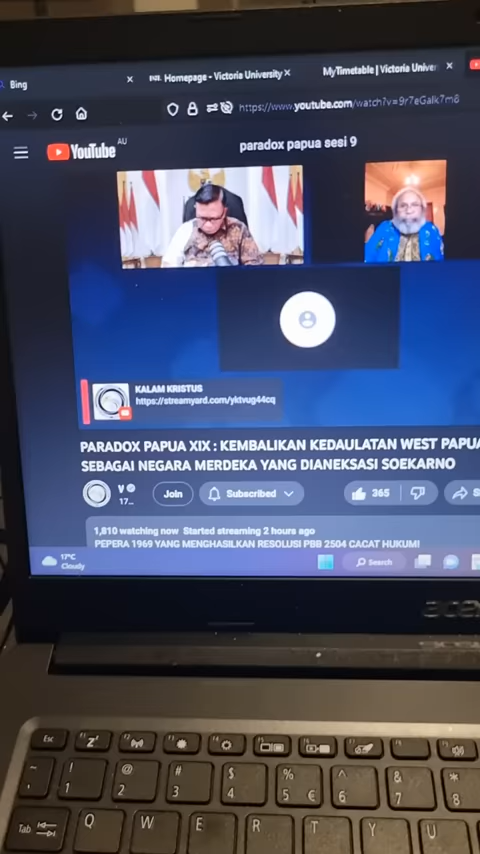 Bing
Homepage - Victoria University
MyTimetable | Victoria Univer
https://www.youtube.com/watch?v=9r7eGalk7m8
YouTube AU
paradox papua sesi 9
KALAM KRISTUS
https://streamyard.com/yktvug44cq
PARADOX PAPUA XIX : KEMBALIKAN KEDAULATAN WEST PAPUA
SEBAGAI NEGARA MERDEKA YANG DIANEKSASI SOEKARNO
Y
17...
Join
Subscribed
365
S
1,810 watching now Started streaming 2 hours ago
PEPERA 1969 YANG MENGHASILKAN RESOLUSI PBB 2504 CACAT HUKUM!
17°C
Cloudy
Search
acer
Esc
~ ! @ # $ % ^ & *
1 2 3 4 5 € 6 7 8
Tab Q W E R T Y U